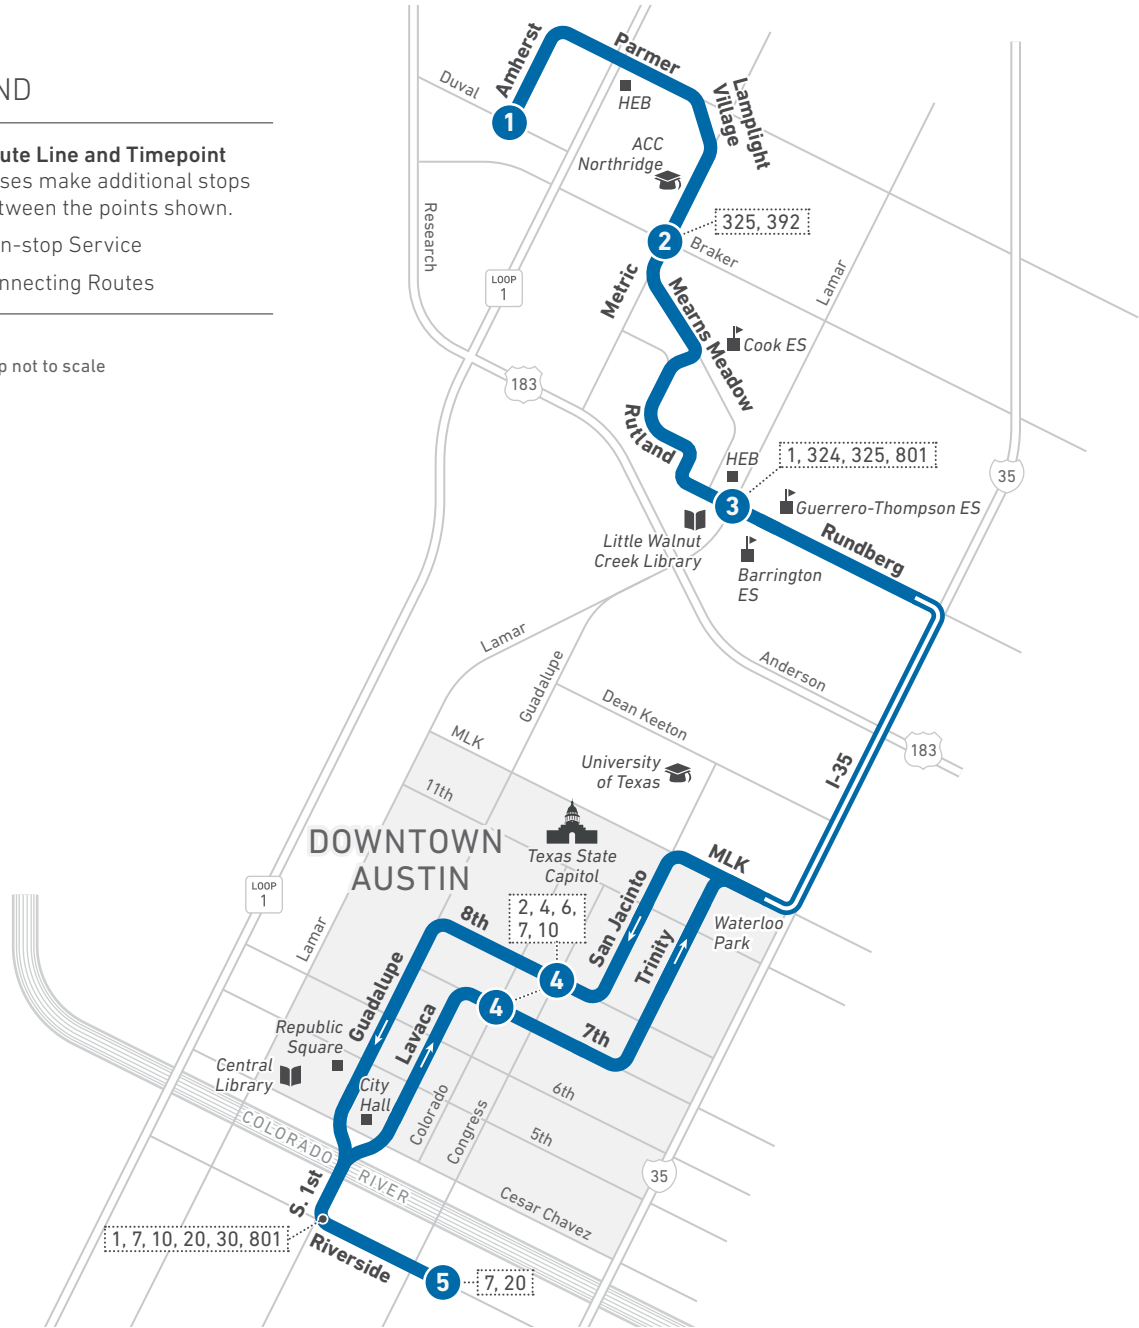 ND
ute Line and Timepoint
ses make additional stops
tween the points shown.
n-stop Service
nnecting Routes
p not to scale
Amherst
Parmer
Duval
1
HEB
Lamplight
Village
ACC
Northridge
325, 392
2
Braker
Research
LOOP
1
Metric
Mearns Meadow
Lamar
Cook ES
183
Rutland
HEB
1, 324, 325, 801
35
3
Guerrero-Thompson ES
Rundberg
Little Walnut
Creek Library
Barrington
ES
Lamar
Guadalupe
Anderson
Dean Keeton
MLK
183
University
of Texas
I-35
11th
DOWNTOWN
AUSTIN
Texas State
Capitol
MLK
LOOP
1
2, 4, 6,
7, 10
8th
San Jacinto
Waterloo
Park
Lamar
Trinity
4
4
Guadalupe
Lavaca
7th
Republic
Square
Central
Library
City
Hall
6th
Colorado
Congress
5th
COLORADO RIVER
35
S. 1st
Cesar Chavez
1, 7, 10, 20, 30, 801
Riverside
5
7, 20